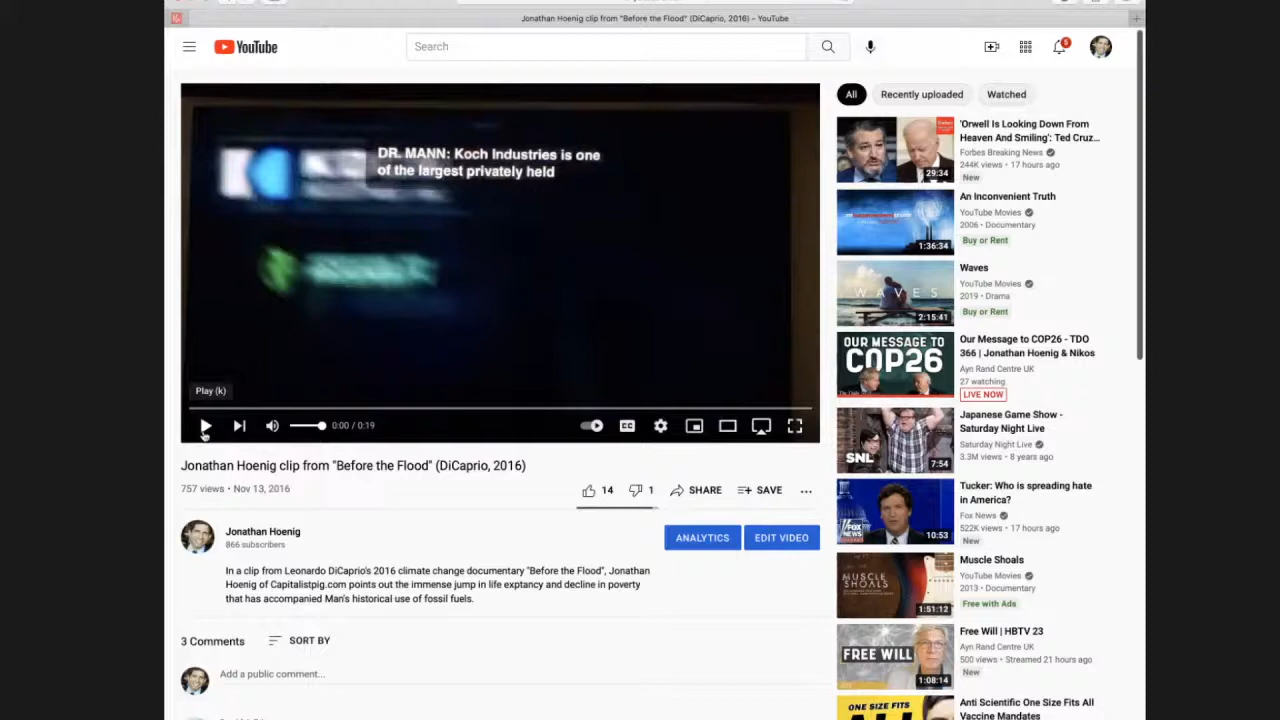 Jonathan Hoenig clip from "Before the Flood" (DiCaprio, 2016) – YouTube
YouTube
Search
5
DR. MANN: Koch Industries is one
of the largest privately held
Play (k)
0:00 / 0:19
CC
Jonathan Hoenig clip from "Before the Flood" (DiCaprio, 2016)
757 views • Nov 13, 2016
14
1
SHARE
SAVE
Jonathan Hoenig
866 subscribers
ANALYTICS
EDIT VIDEO
In a clip from Leonardo DiCaprio's 2016 climate change documentary "Before the Flood", Jonathan
Hoenig of Capitalistpig.com points out the immense jump in life exptancy and decline in poverty
that has accompanied Man's historical use of fossil fuels.
3 Comments
SORT BY
Add a public comment...
All
Recently uploaded
Watched
29:34
'Orwell Is Looking Down From
Heaven And Smiling': Ted Cruz...
Forbes Breaking News
244K views • 17 hours ago
New
1:36:34
An Inconvenient Truth
YouTube Movies
2006 • Documentary
Buy or Rent
WAVES
2:15:41
Waves
YouTube Movies
2019 • Drama
Buy or Rent
OUR MESSAGE TO
COP26
Our Message to COP26 - TDO
366 | Jonathan Hoenig & Nikos
Ayn Rand Centre UK
27 watching
LIVE NOW
SNL
7:54
Japanese Game Show -
Saturday Night Live
Saturday Night Live
3.3M views • 8 years ago
FOX
NEWS
10:53
Tucker: Who is spreading hate
in America?
Fox News
522K views • 17 hours ago
New
MUSCLE
SHOALS
1:51:12
Muscle Shoals
YouTube Movies
2013 • Documentary
Free with Ads
FREE WILL
1:08:14
Free Will | HBTV 23
Ayn Rand Centre UK
500 views • Streamed 21 hours ago
New
ONE SIZE FITS
ALL
Anti Scientific One Size Fits All
Vaccine Mandates